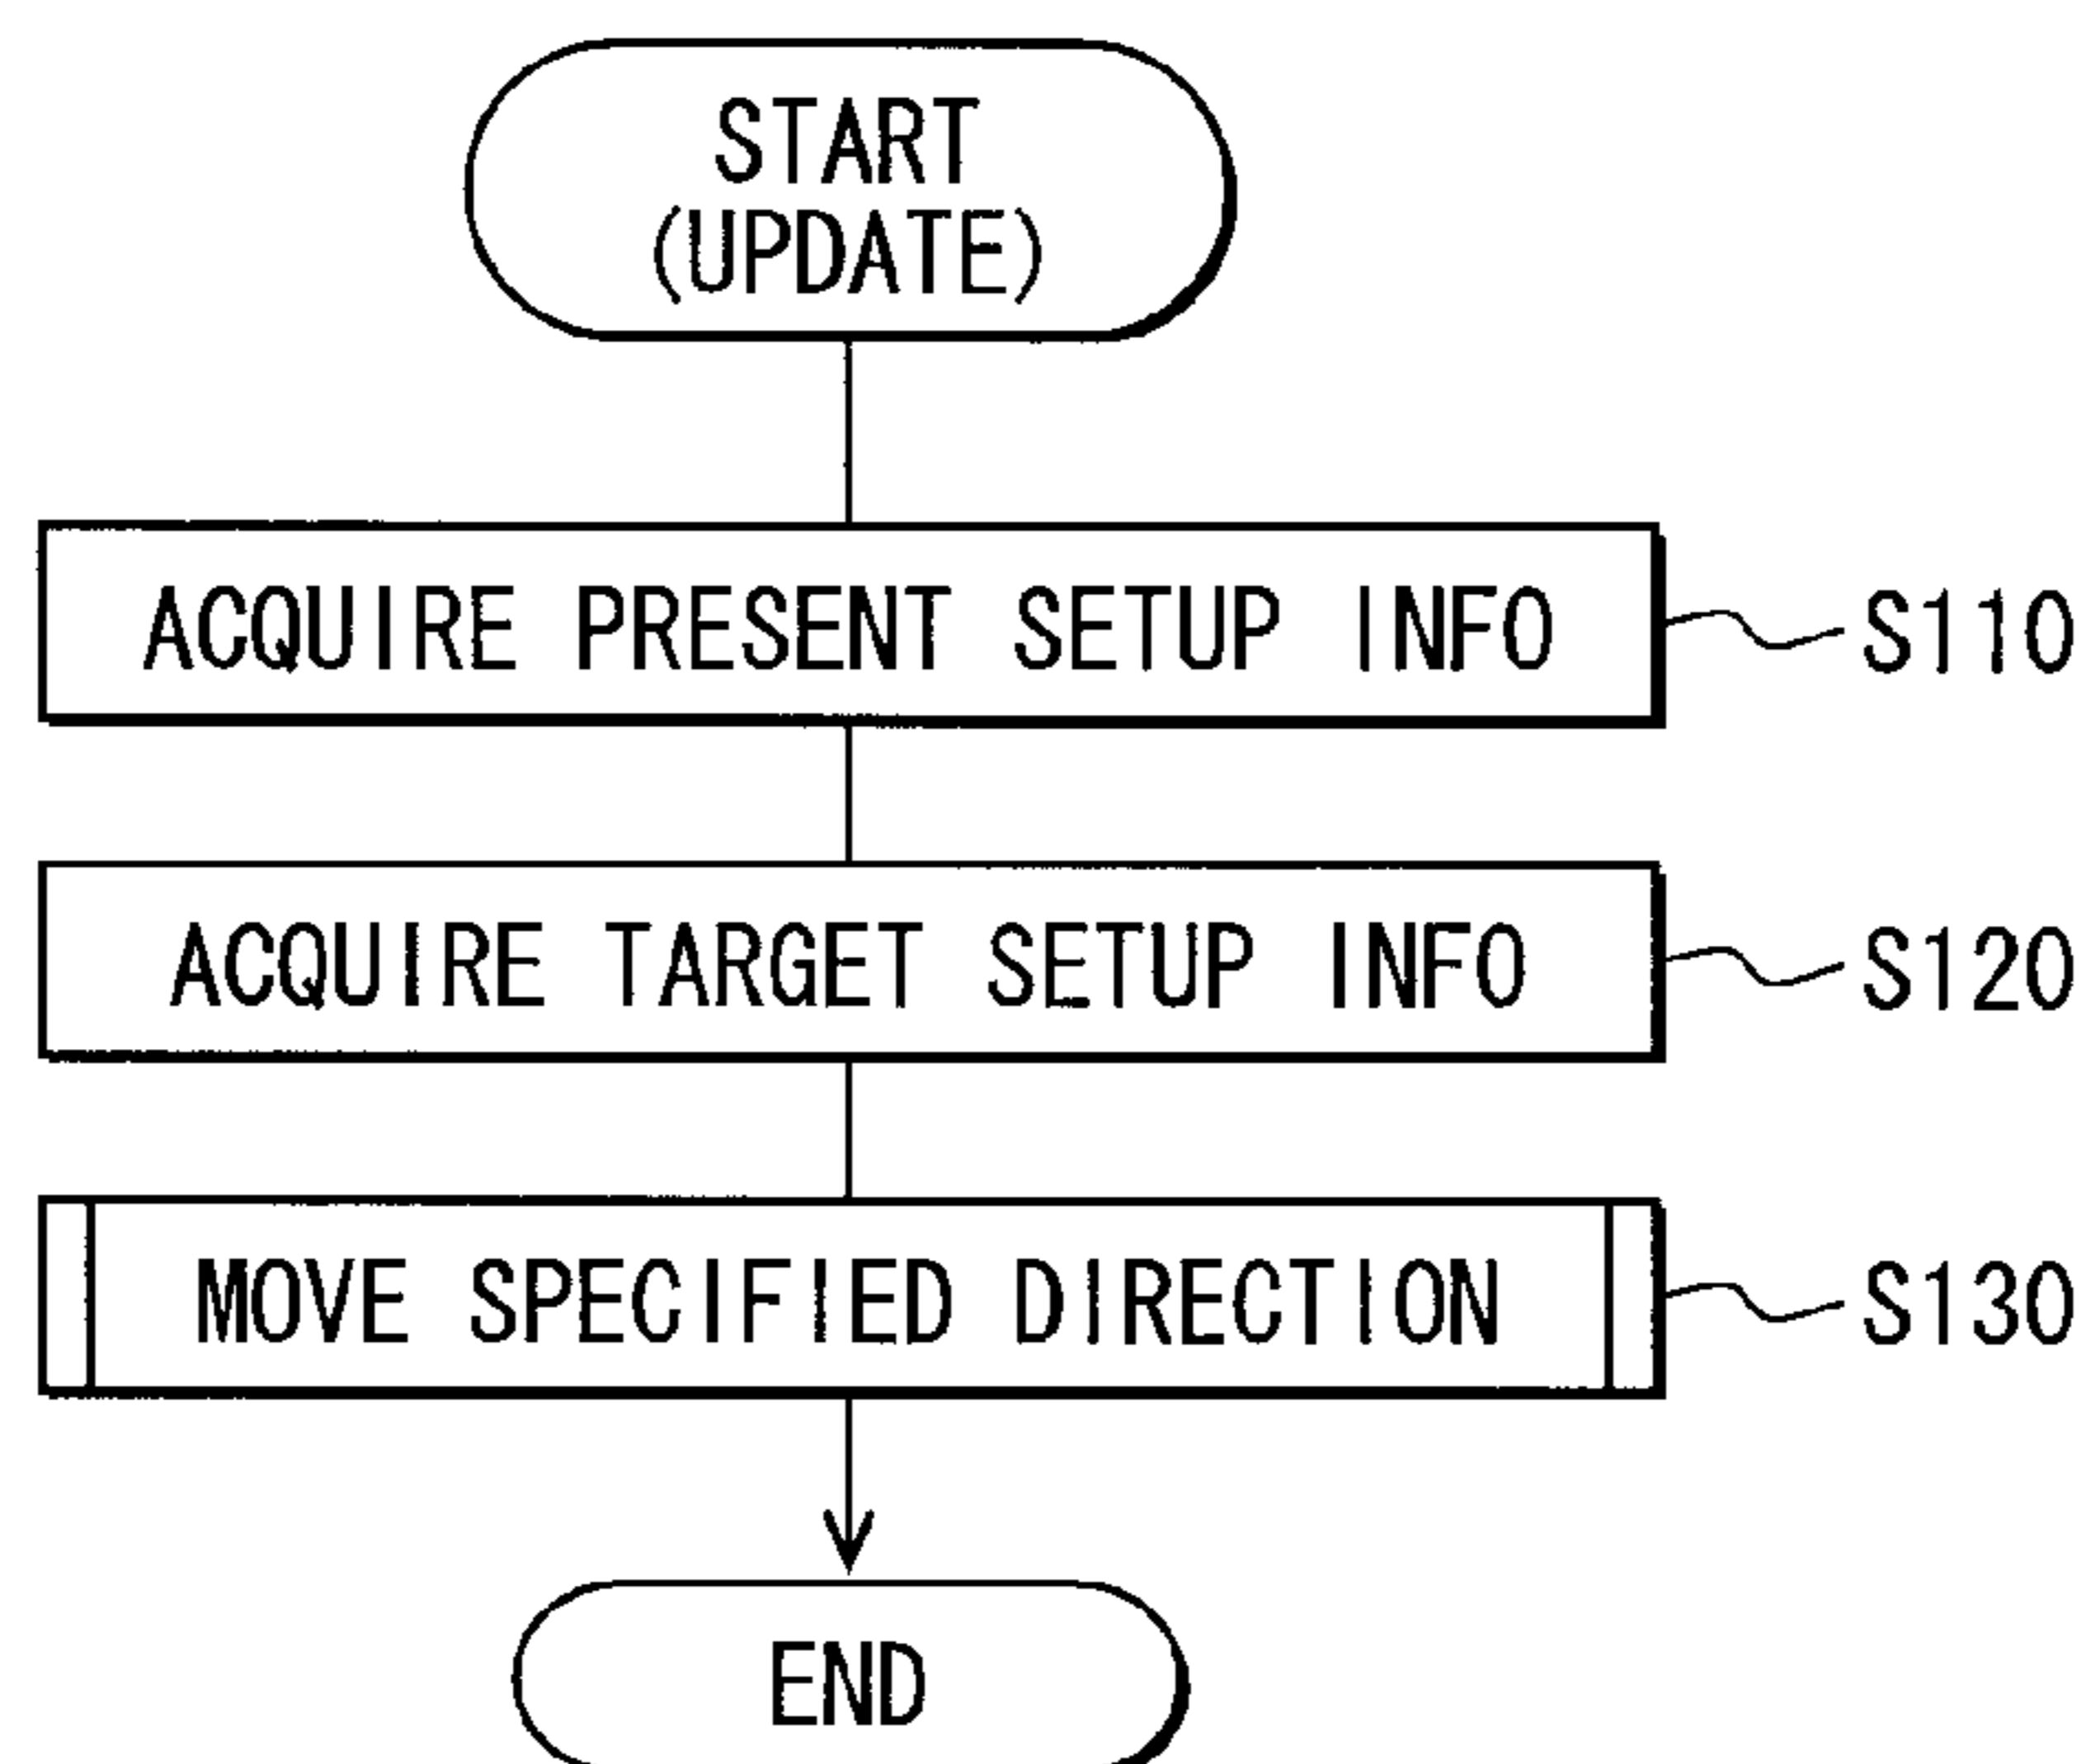 START
(UPDATE)
ACQUIRE PRESENT SETUP INFO
S110
ACQUIRE TARGET SETUP INFO
S120
MOVE SPECIFIED DIRECTION
S130
END